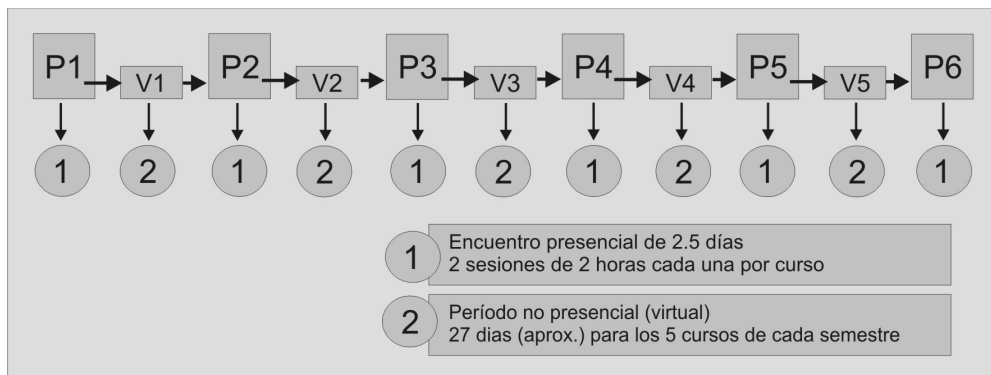 P1 V1 P2 V2 P3 V3 P4 V4 P5 V5 P6
1 2 1 2 1 2 1 2 1 2 1
1
Encuentro presencial de 2.5 días
2 sesiones de 2 horas cada una por curso
2
Período no presencial (virtual)
27 dias (aprox.) para los 5 cursos de cada semestre